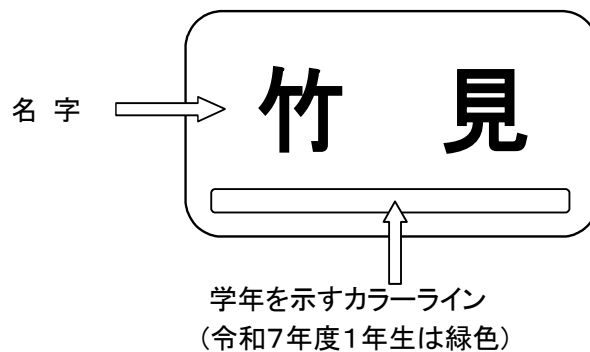 竹　見
名 字
学年を示すカラーライン
（令和７年度１年生は緑色）